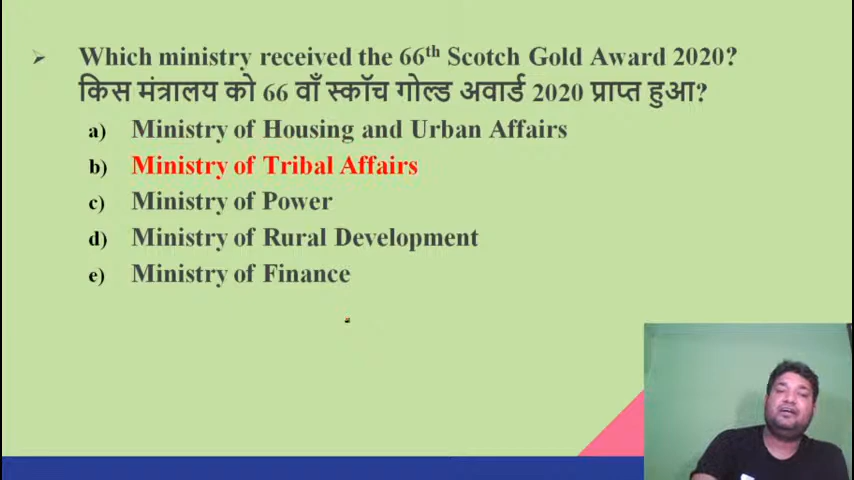 Which ministry received the 66th Scotch Gold Award 2020?
किस मंत्रालय को 66 वाँ स्कॉच गोल्ड अवार्ड 2020 प्राप्त हुआ?
a) Ministry of Housing and Urban Affairs
b) Ministry of Tribal Affairs
c) Ministry of Power
d) Ministry of Rural Development
e) Ministry of Finance